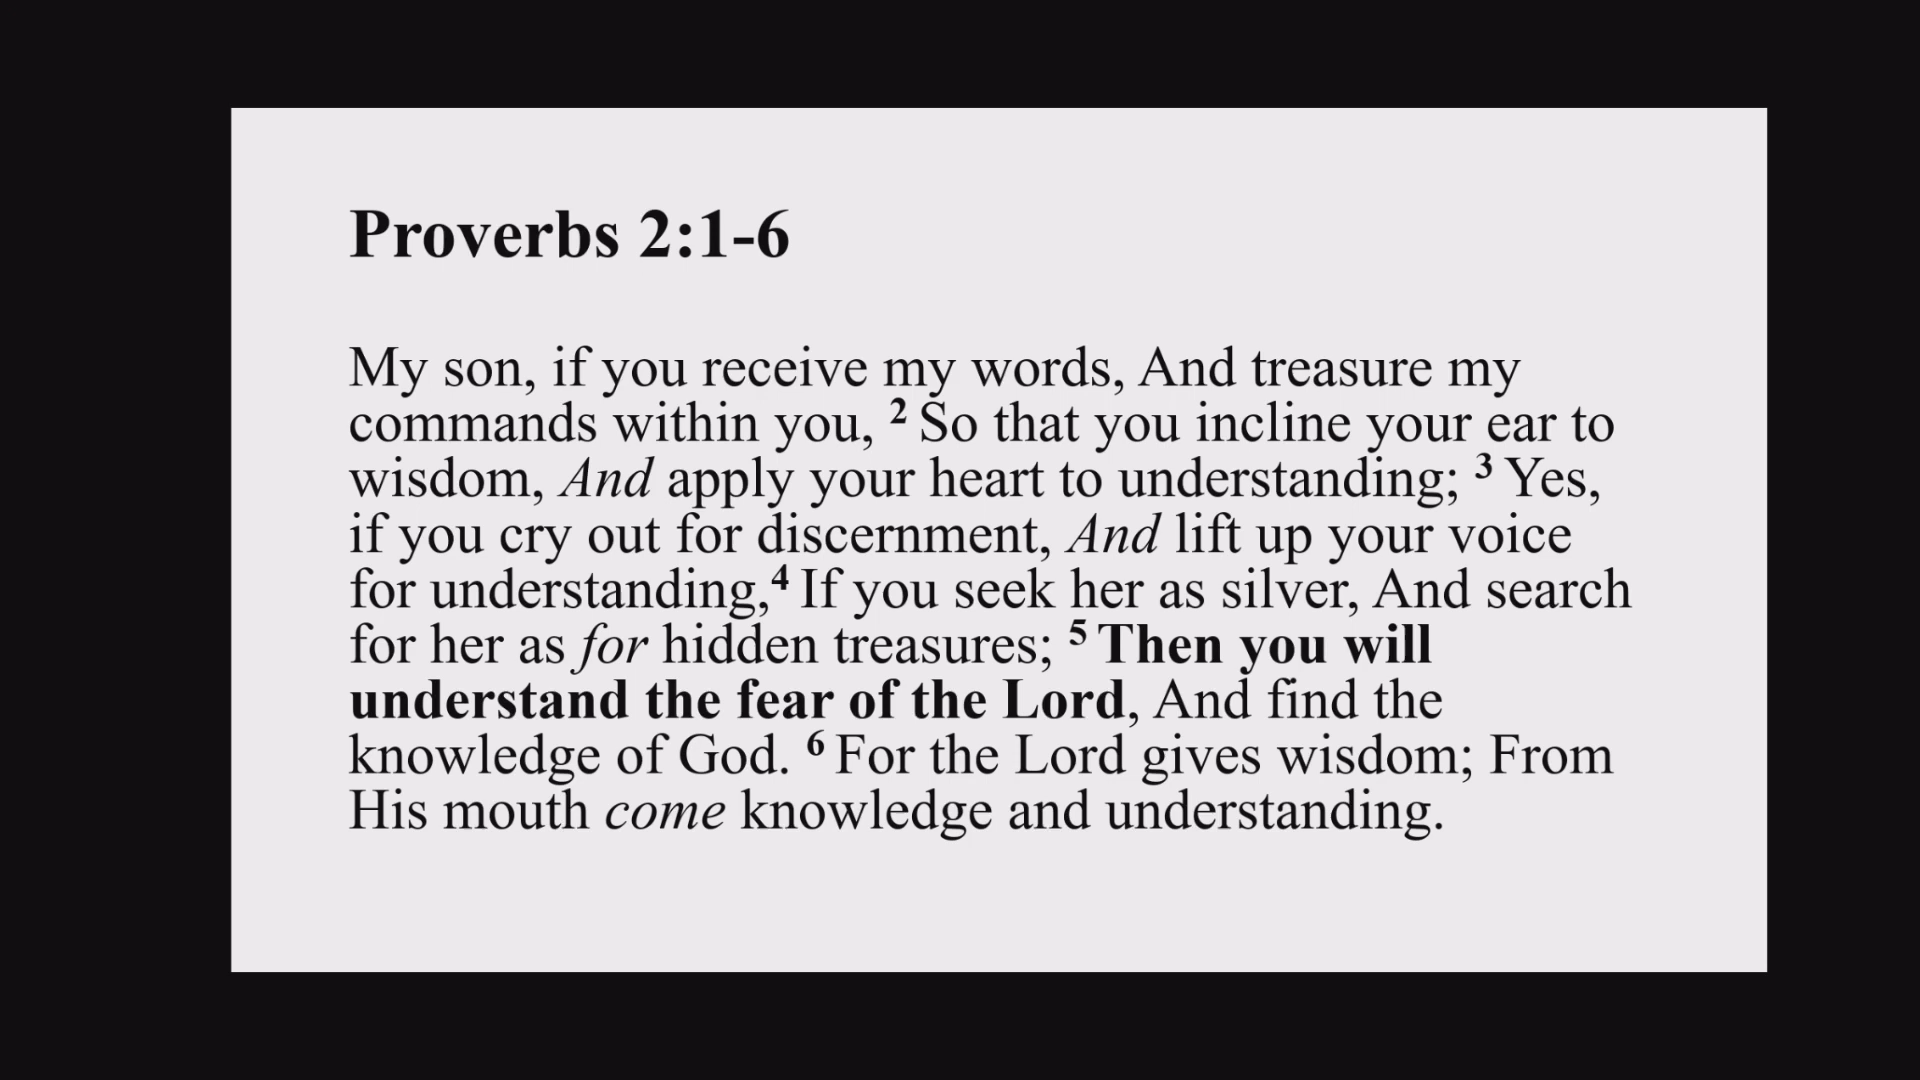 Proverbs 2:1-6
My son, if you receive my words, And treasure my
commands within you, 2 So that you incline your ear to
wisdom, And apply your heart to understanding; 3 Yes,
if you cry out for discernment, And lift up your voice
for understanding,4 If you seek her as silver, And search
for her as for hidden treasures; 5 Then you will
understand the fear of the Lord, And find the
knowledge of God. 6 For the Lord gives wisdom; From
His mouth come knowledge and understanding.